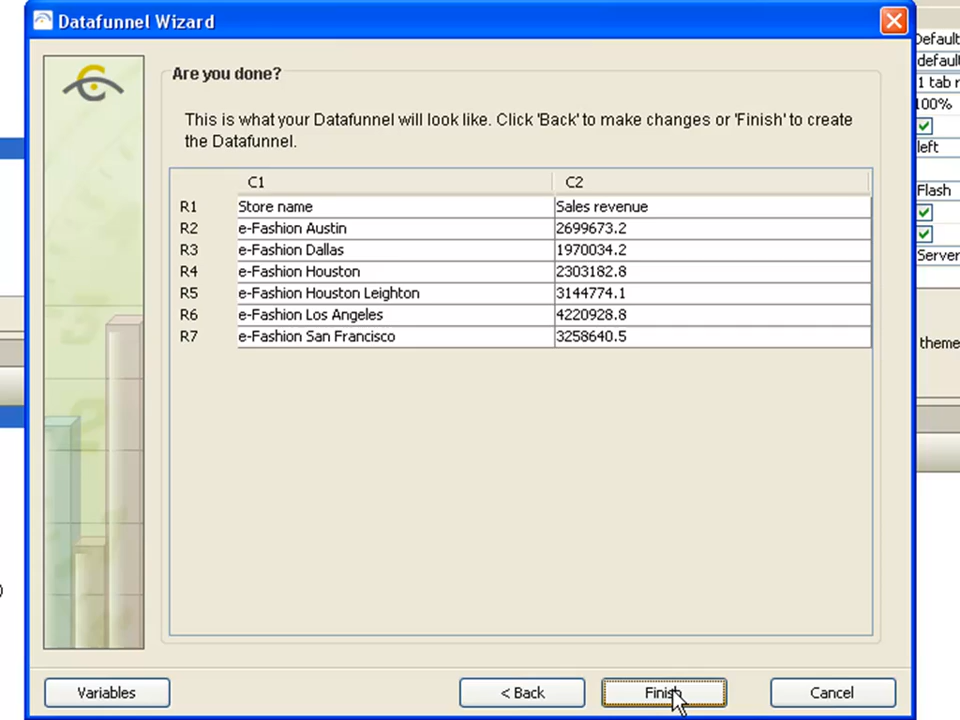 Datafunnel Wizard
Are you done?
This is what your Datafunnel will look like. Click 'Back' to make changes or 'Finish' to create
the Datafunnel.
C1 C2
R1 Store name Sales revenue
R2 e-Fashion Austin 2699673.2
R3 e-Fashion Dallas 1970034.2
R4 e-Fashion Houston 2303182.8
R5 e-Fashion Houston Leighton 3144774.1
R6 e-Fashion Los Angeles 4220928.8
R7 e-Fashion San Francisco 3258640.5
Variables < Back Finish Cancel
Default
default
1 tab r
100%
left
Flash
Server
theme
)